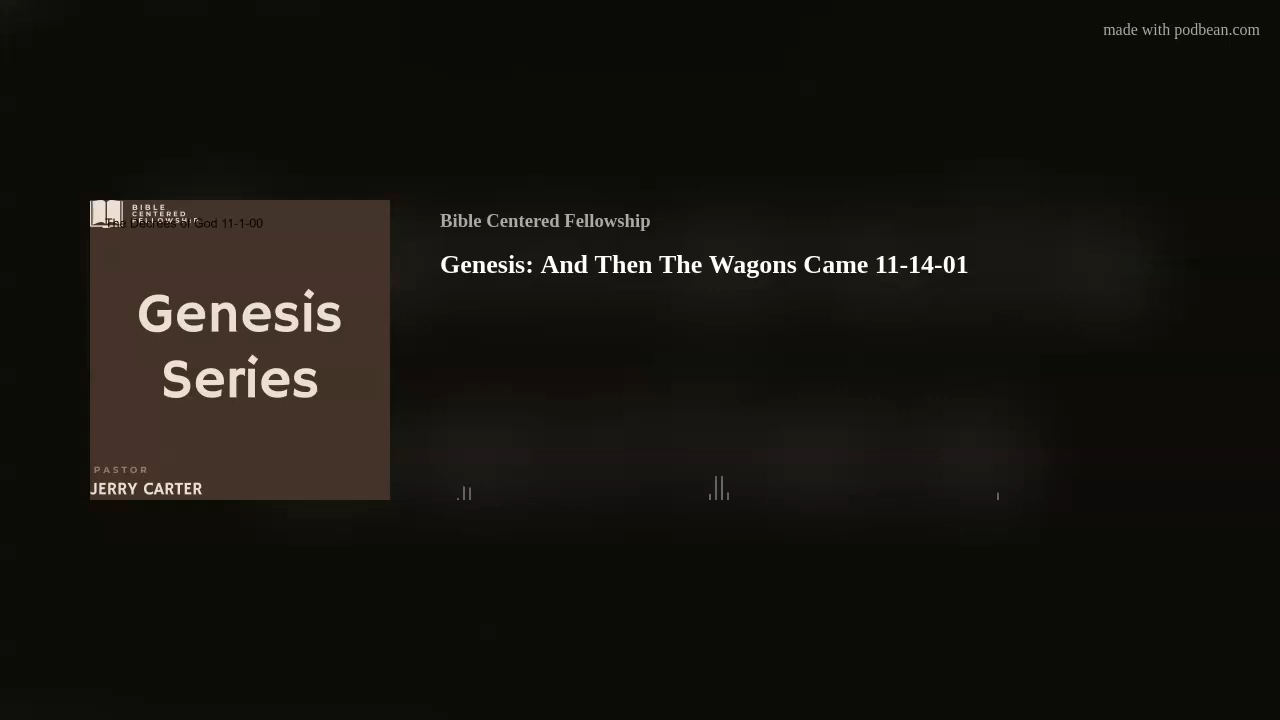 made with podbean.com
BIBLE
CENTERED
FELLOWSHIP
The Decrees of God 11-1-00
Genesis
Series
PASTOR
JERRY CARTER
Bible Centered Fellowship
Genesis: And Then The Wagons Came 11-14-01